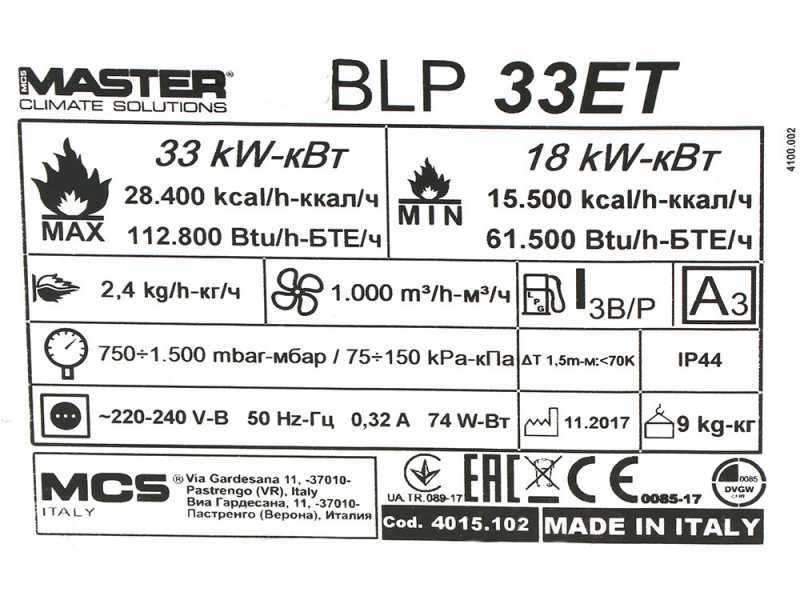 MCS MASTER®
CLIMATE SOLUTIONS
BLP 33ET
4100.002
MAX
33 kW-кВт
28.400 kcal/h-ккал/ч
112.800 Btu/h-БТЕ/ч
MIN
18 kW-кВт
15.500 kcal/h-ккал/ч
61.500 Btu/h-БТЕ/ч
2,4 kg/h-кг/ч
1.000 m³/h-м³/ч
LPG
I3B/P
A3
750÷1.500 mbar-мбар / 75÷150 kPa-кПа
ΔT 1,5m-м:<70K
IP44
~220-240 V-В 50 Hz-Гц 0,32 A 74 W-Вт
11.2017
9 kg-кг
MCS®
ITALY
Via Gardesana 11, -37010-
Pastrengo (VR), Italy
Виа Гардесана, 11, -37010-
Пастренго (Верона), Италия
UA.TR.089-17
EAC
CE
0085-17
0085
DVGW
Cod. 4015.102
MADE IN ITALY